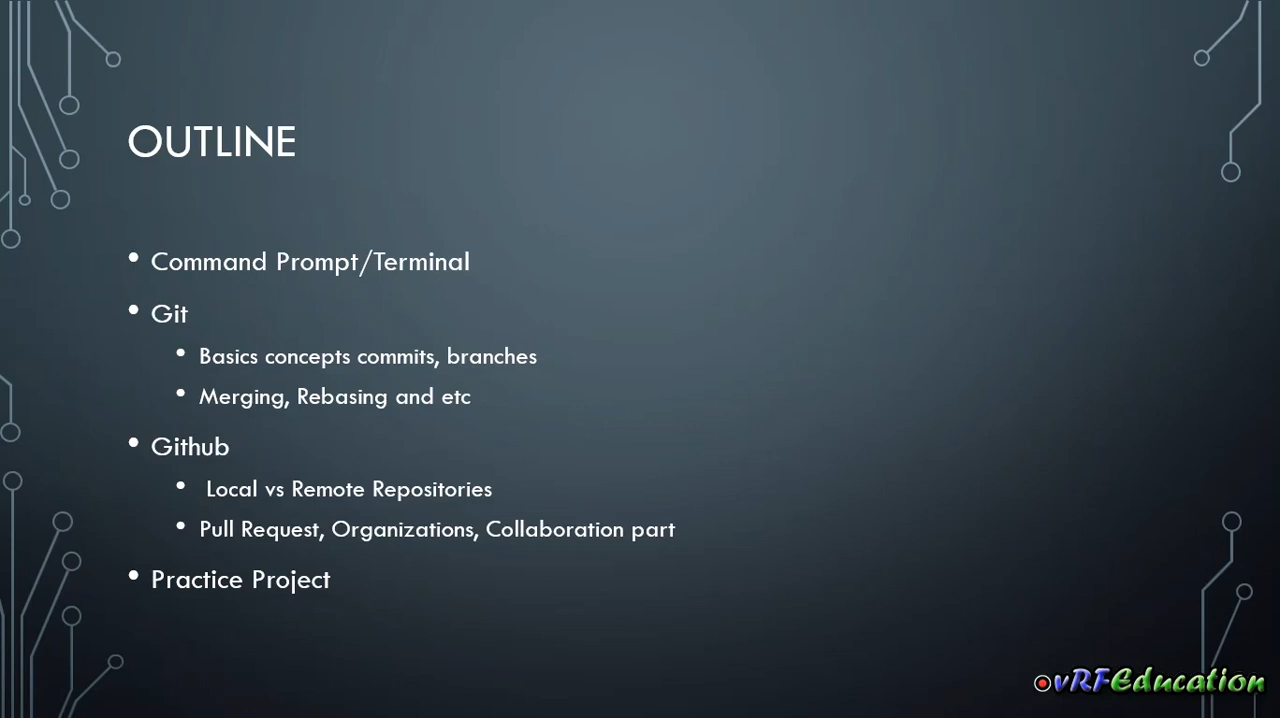 OUTLINE
• Command Prompt/Terminal
• Git
• Basics concepts commits, branches
• Merging, Rebasing and etc
• Github
• Local vs Remote Repositories
• Pull Request, Organizations, Collaboration part
• Practice Project
vRFEducation